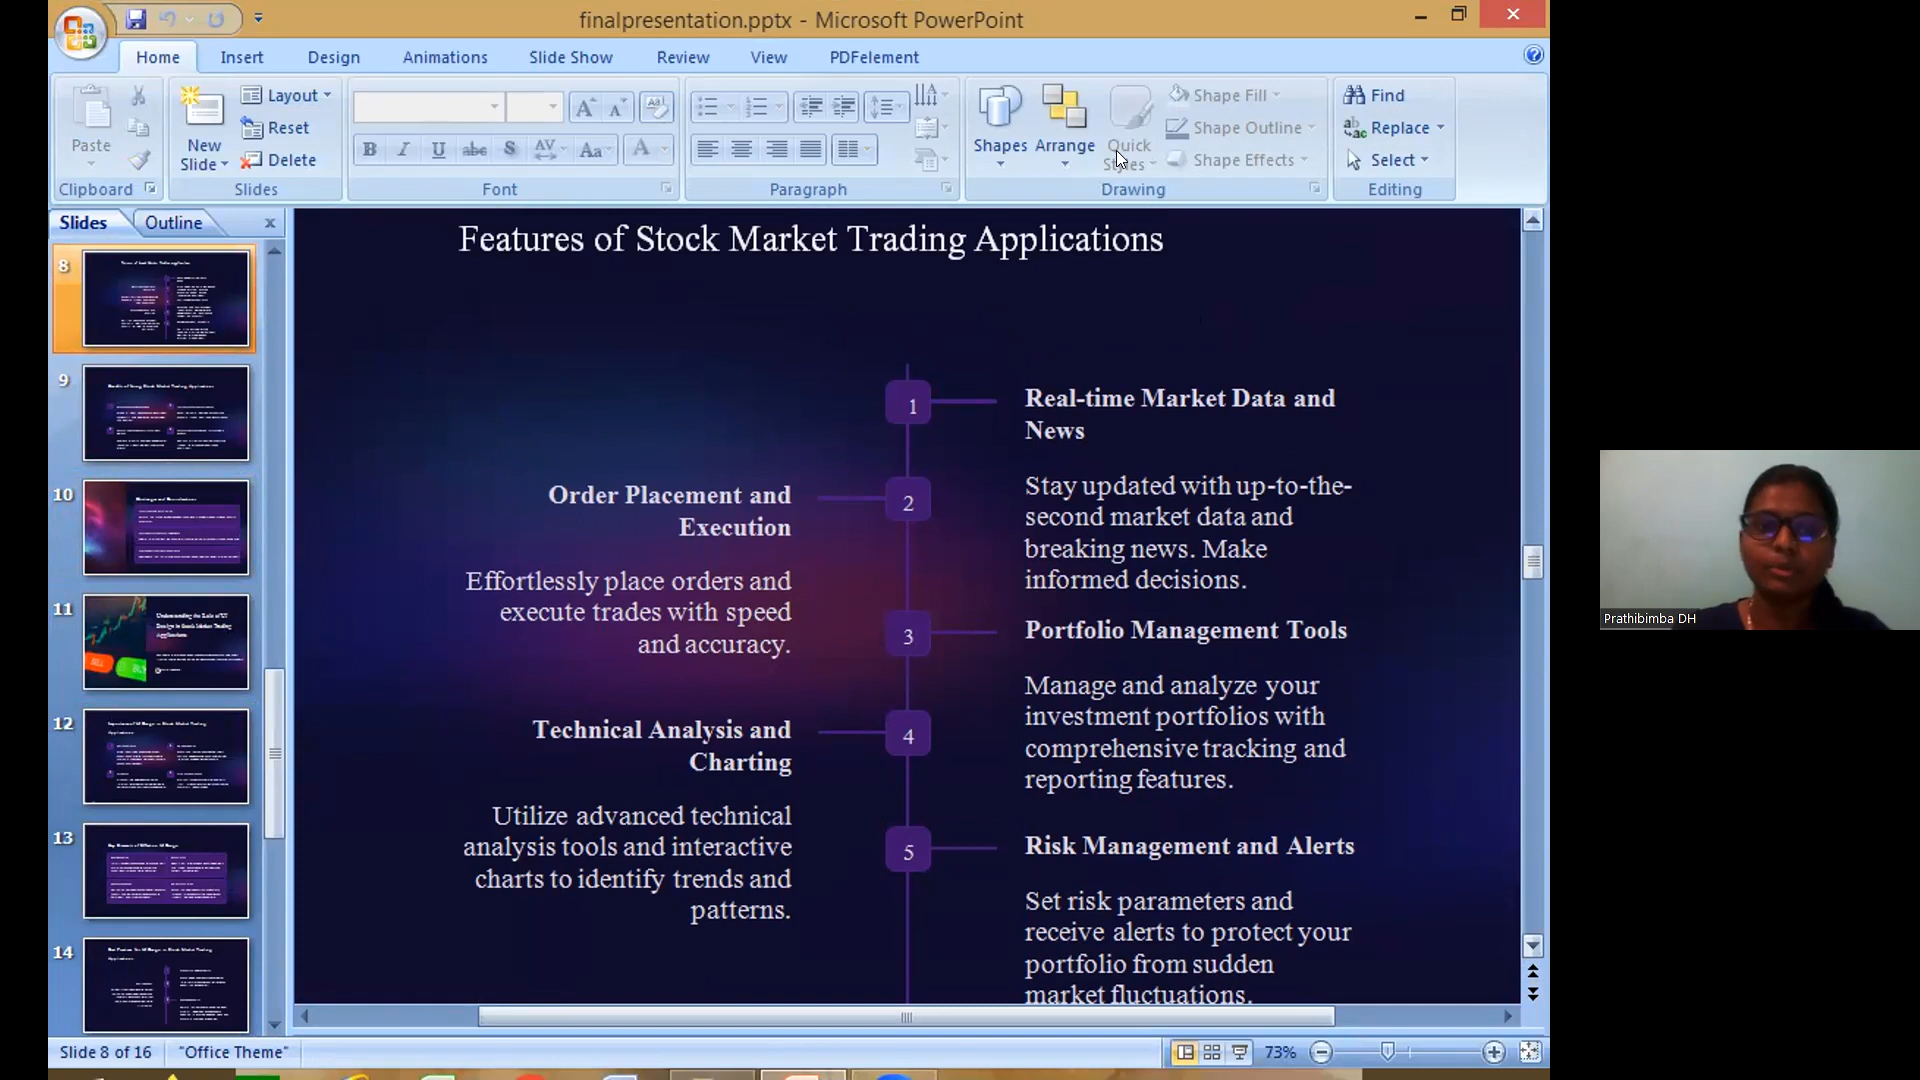 finalpresentation.pptx - Microsoft PowerPoint
Home Insert Design Animations Slide Show Review View PDFelement
Paste
Clipboard
New
Slide
Layout
Reset
Delete
Slides
Font
Paragraph
Shapes
Arrange
Quick
Styles
Shape Fill
Shape Outline
Shape Effects
Drawing
Find
Replace
Select
Editing
Slides Outline
8
9
10
11
12
13
14
Features of Stock Market Trading Applications
1
Real-time Market Data and
News
Stay updated with up-to-the-
second market data and
breaking news. Make
informed decisions.
2
Order Placement and
Execution
Effortlessly place orders and
execute trades with speed
and accuracy.
3
Portfolio Management Tools
Manage and analyze your
investment portfolios with
comprehensive tracking and
reporting features.
4
Technical Analysis and
Charting
Utilize advanced technical
analysis tools and interactive
charts to identify trends and
patterns.
5
Risk Management and Alerts
Set risk parameters and
receive alerts to protect your
portfolio from sudden
market fluctuations.
Slide 8 of 16 "Office Theme" 73%
Prathibimba DH